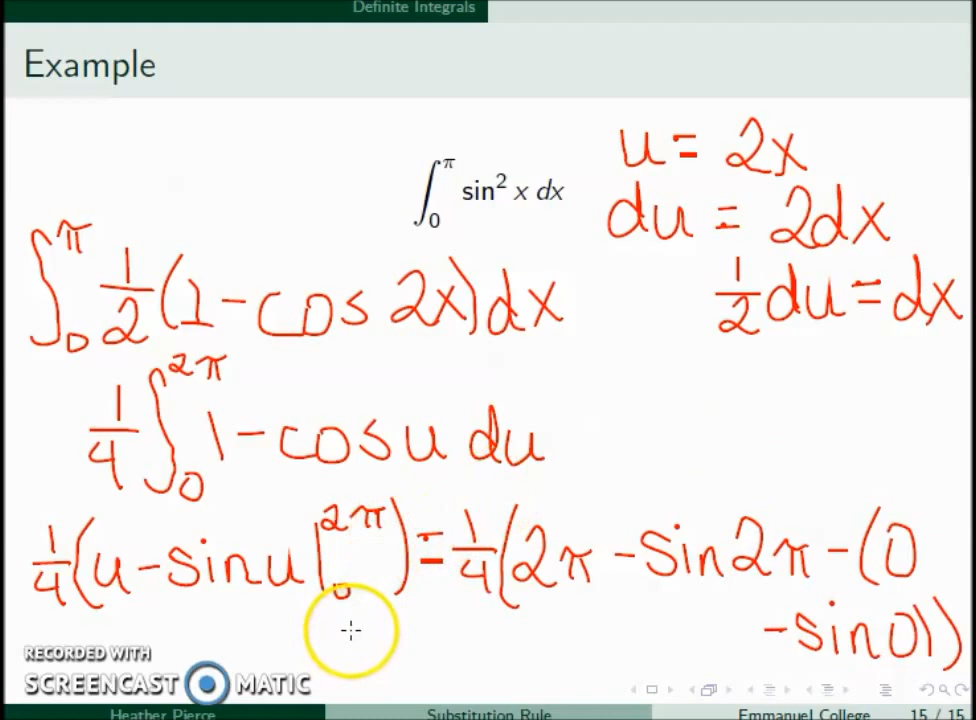 Definite Integrals
Example
∫₀^π sin² x dx
u = 2x
du = 2dx
½ du = dx
∫₀^π ½ (1 - cos 2x) dx
¼ ∫₀^2π 1 - cos u du
¼ (u - sin u |₀^2π) = ¼ (2π - sin 2π - (0
- sin 0))
RECORDED WITH
SCREENCAST MATIC
Heather Pierce Substitution Rule Emmanuel College 15 / 15